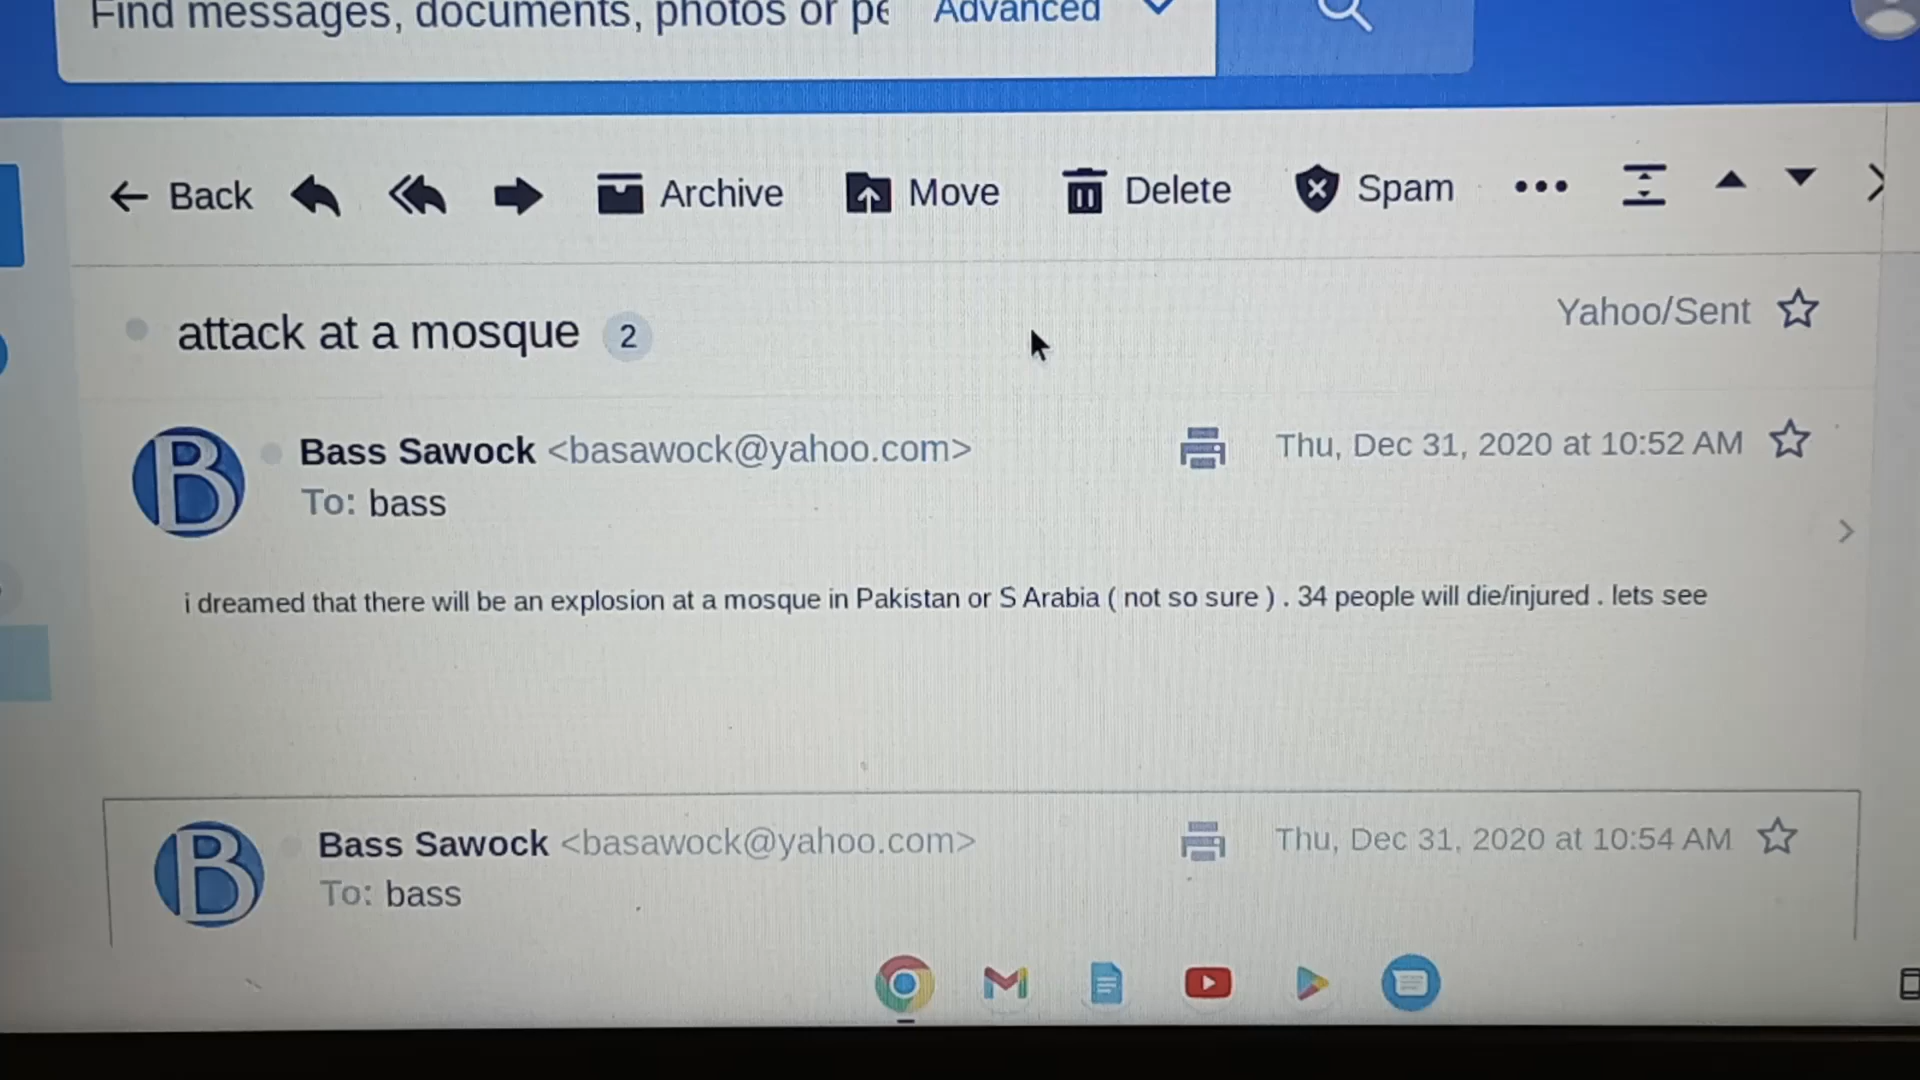 Find messages, documents, photos or pe Advanced
Back Archive Move Delete Spam
attack at a mosque 2 Yahoo/Sent
B Bass Sawock <basawock@yahoo.com> Thu, Dec 31, 2020 at 10:52 AM
To: bass
i dreamed that there will be an explosion at a mosque in Pakistan or S Arabia ( not so sure ) . 34 people will die/injured . lets see
B Bass Sawock <basawock@yahoo.com> Thu, Dec 31, 2020 at 10:54 AM
To: bass